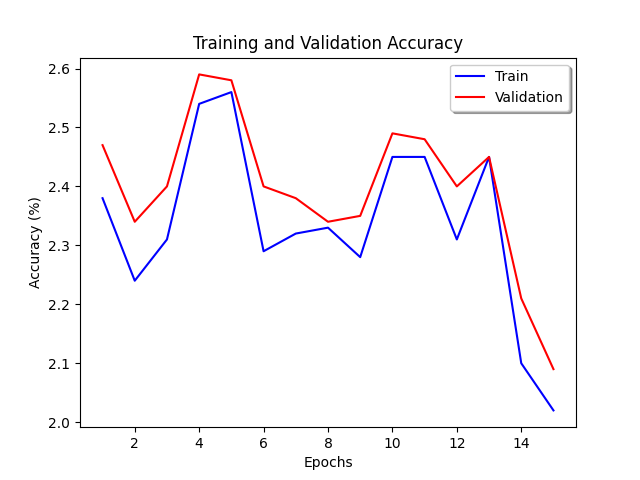 Training and Validation Accuracy
Train
Validation
2.6
2.5
2.4
2.3
2.2
2.1
2.0
Accuracy (%)
2 4 6 8 10 12 14
Epochs